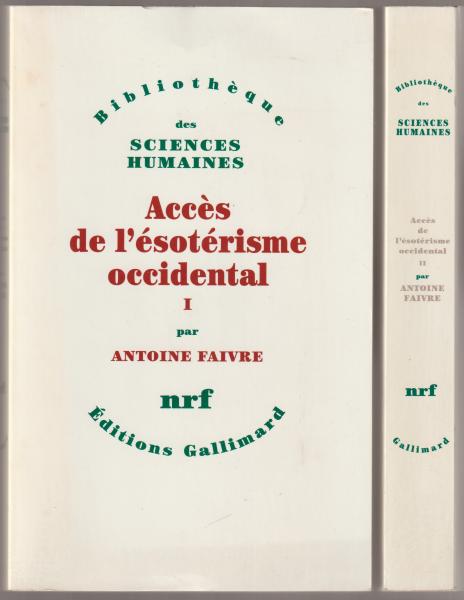 Bibliothèque
des
SCIENCES
HUMAINES
Accès
de l'ésotérisme
occidental
I
par
ANTOINE FAIVRE
nrf
Éditions Gallimard
Bibliothèque
des
SCIENCES
HUMAINES
Accès
de
l'ésotérisme
occidental
II
par
ANTOINE
FAIVRE
nrf
Gallimard